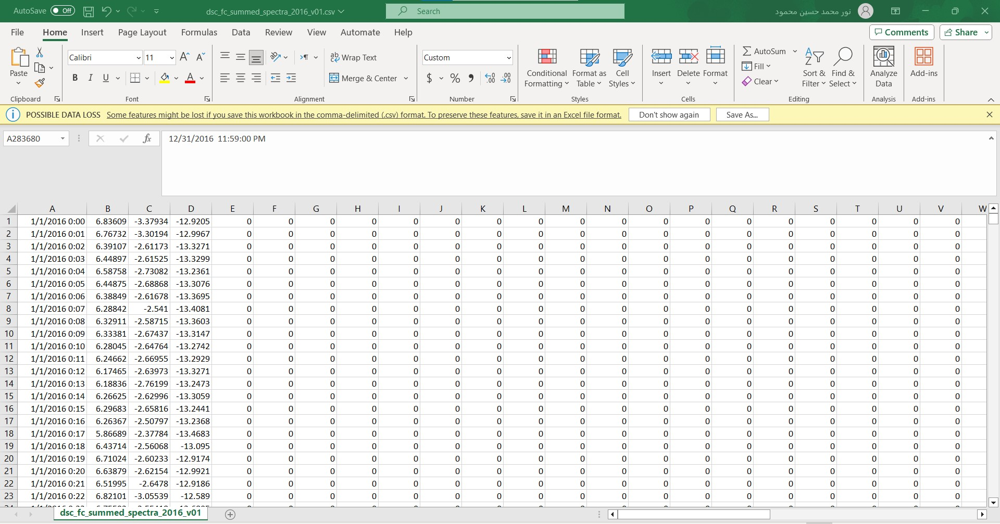 AutoSave Off dsc_fc_summed_spectra_2016_v01.csv Search نور محمد حسين محمود
File Home Insert Page Layout Formulas Data Review View Automate Help Comments Share
Paste
Clipboard
Calibri 11
B I U
Font
Wrap Text
Merge & Center
Alignment
Custom
$ %
Number
Conditional Formatting
Format as Table
Cell Styles
Styles
Insert Delete Format
Cells
AutoSum
Fill
Clear
Sort & Filter
Find & Select
Editing
Analyze Data
Analysis
Add-ins
Add-ins
POSSIBLE DATA LOSS Some features might be lost if you save this workbook in the comma-delimited (.csv) format. To preserve these features, save it in an Excel file format. Don't show again Save As...
A283680 fx 12/31/2016 11:59:00 PM
A B C D E F G H I J K L M N O P Q R S T U V W
1 1/1/2016 0:00 6.83609 -3.37934 -12.9205 0 0 0 0 0 0 0 0 0 0 0 0 0 0 0 0 0 0
2 1/1/2016 0:01 6.76732 -3.30194 -12.9967 0 0 0 0 0 0 0 0 0 0 0 0 0 0 0 0 0 0
3 1/1/2016 0:02 6.39107 -2.61173 -13.3271 0 0 0 0 0 0 0 0 0 0 0 0 0 0 0 0 0 0
4 1/1/2016 0:03 6.44897 -2.61525 -13.3299 0 0 0 0 0 0 0 0 0 0 0 0 0 0 0 0 0 0
5 1/1/2016 0:04 6.58758 -2.73082 -13.2361 0 0 0 0 0 0 0 0 0 0 0 0 0 0 0 0 0 0
6 1/1/2016 0:05 6.44875 -2.68868 -13.3076 0 0 0 0 0 0 0 0 0 0 0 0 0 0 0 0 0 0
7 1/1/2016 0:06 6.38849 -2.61678 -13.3695 0 0 0 0 0 0 0 0 0 0 0 0 0 0 0 0 0 0
8 1/1/2016 0:07 6.28842 -2.541 -13.4081 0 0 0 0 0 0 0 0 0 0 0 0 0 0 0 0 0 0
9 1/1/2016 0:08 6.32911 -2.58715 -13.3603 0 0 0 0 0 0 0 0 0 0 0 0 0 0 0 0 0 0
10 1/1/2016 0:09 6.33381 -2.67437 -13.3147 0 0 0 0 0 0 0 0 0 0 0 0 0 0 0 0 0 0
11 1/1/2016 0:10 6.28045 -2.64764 -13.2742 0 0 0 0 0 0 0 0 0 0 0 0 0 0 0 0 0 0
12 1/1/2016 0:11 6.24662 -2.66955 -13.2929 0 0 0 0 0 0 0 0 0 0 0 0 0 0 0 0 0 0
13 1/1/2016 0:12 6.17465 -2.63973 -13.3271 0 0 0 0 0 0 0 0 0 0 0 0 0 0 0 0 0 0
14 1/1/2016 0:13 6.18836 -2.76199 -13.2473 0 0 0 0 0 0 0 0 0 0 0 0 0 0 0 0 0 0
15 1/1/2016 0:14 6.26625 -2.62996 -13.3059 0 0 0 0 0 0 0 0 0 0 0 0 0 0 0 0 0 0
16 1/1/2016 0:15 6.29683 -2.65816 -13.2441 0 0 0 0 0 0 0 0 0 0 0 0 0 0 0 0 0 0
17 1/1/2016 0:16 6.26367 -2.50797 -13.2368 0 0 0 0 0 0 0 0 0 0 0 0 0 0 0 0 0 0
18 1/1/2016 0:17 5.86689 -2.37784 -13.4683 0 0 0 0 0 0 0 0 0 0 0 0 0 0 0 0 0 0
19 1/1/2016 0:18 6.43714 -2.56068 -13.095 0 0 0 0 0 0 0 0 0 0 0 0 0 0 0 0 0 0
20 1/1/2016 0:19 6.71024 -2.60233 -12.9174 0 0 0 0 0 0 0 0 0 0 0 0 0 0 0 0 0 0
21 1/1/2016 0:20 6.63879 -2.62154 -12.9921 0 0 0 0 0 0 0 0 0 0 0 0 0 0 0 0 0 0
22 1/1/2016 0:21 6.51995 -2.6478 -12.9186 0 0 0 0 0 0 0 0 0 0 0 0 0 0 0 0 0 0
23 1/1/2016 0:22 6.82101 -3.05539 -12.589 0 0 0 0 0 0 0 0 0 0 0 0 0 0 0 0 0 0
dsc_fc_summed_spectra_2016_v01